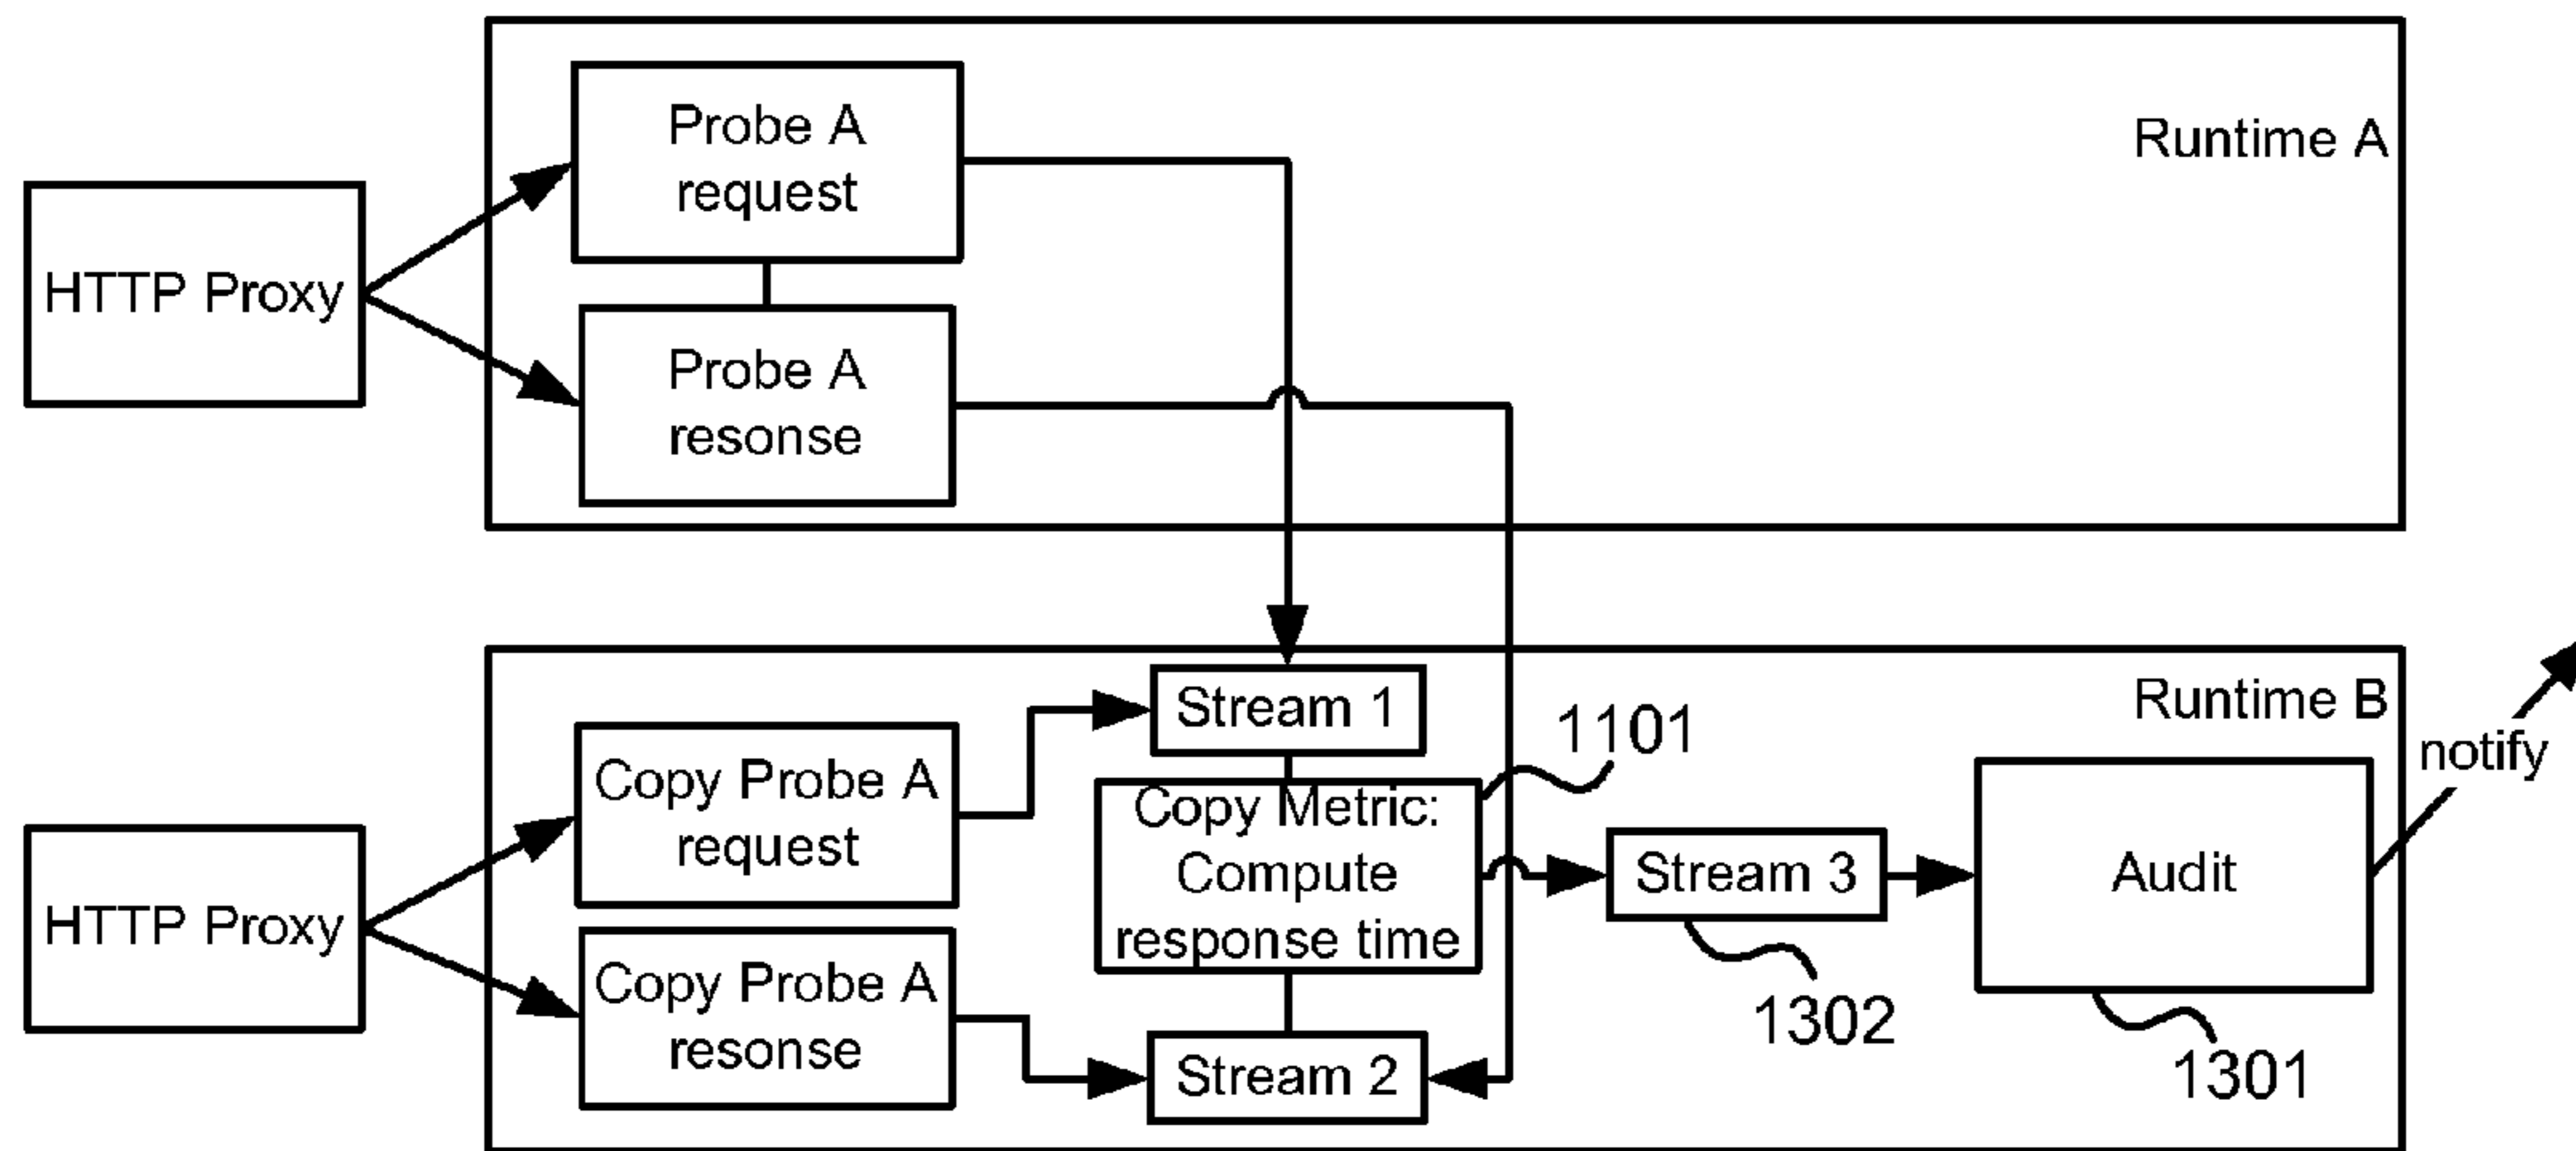 Probe A
request
Runtime A
HTTP Proxy
Probe A
resonse
Runtime B
Stream 1
1101
notify
Copy Probe A
request
Copy Metric:
Compute
response time
Stream 3
Audit
HTTP Proxy
Copy Probe A
resonse
1302
Stream 2
1301